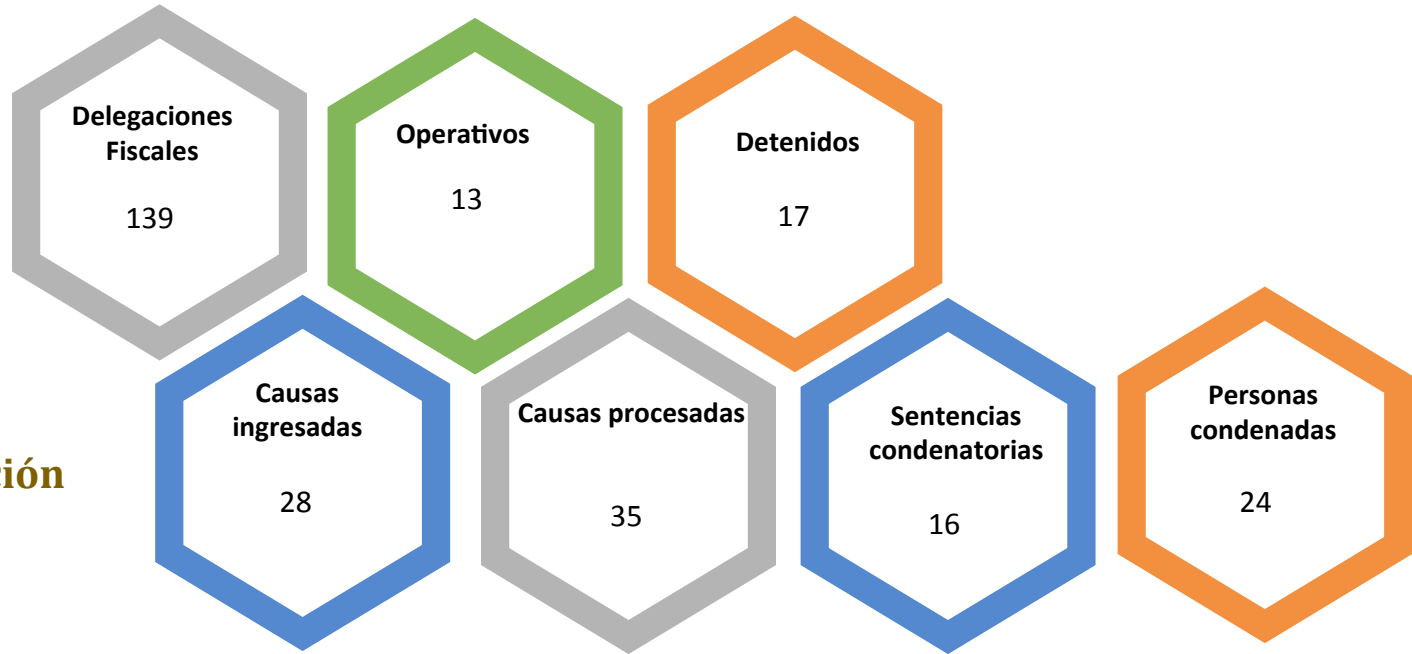 Delegaciones
Fiscales
139
Operativos
13
Detenidos
17
Causas
ingresadas
28
Causas procesadas
35
Sentencias
condenatorias
16
Personas
condenadas
24
ción